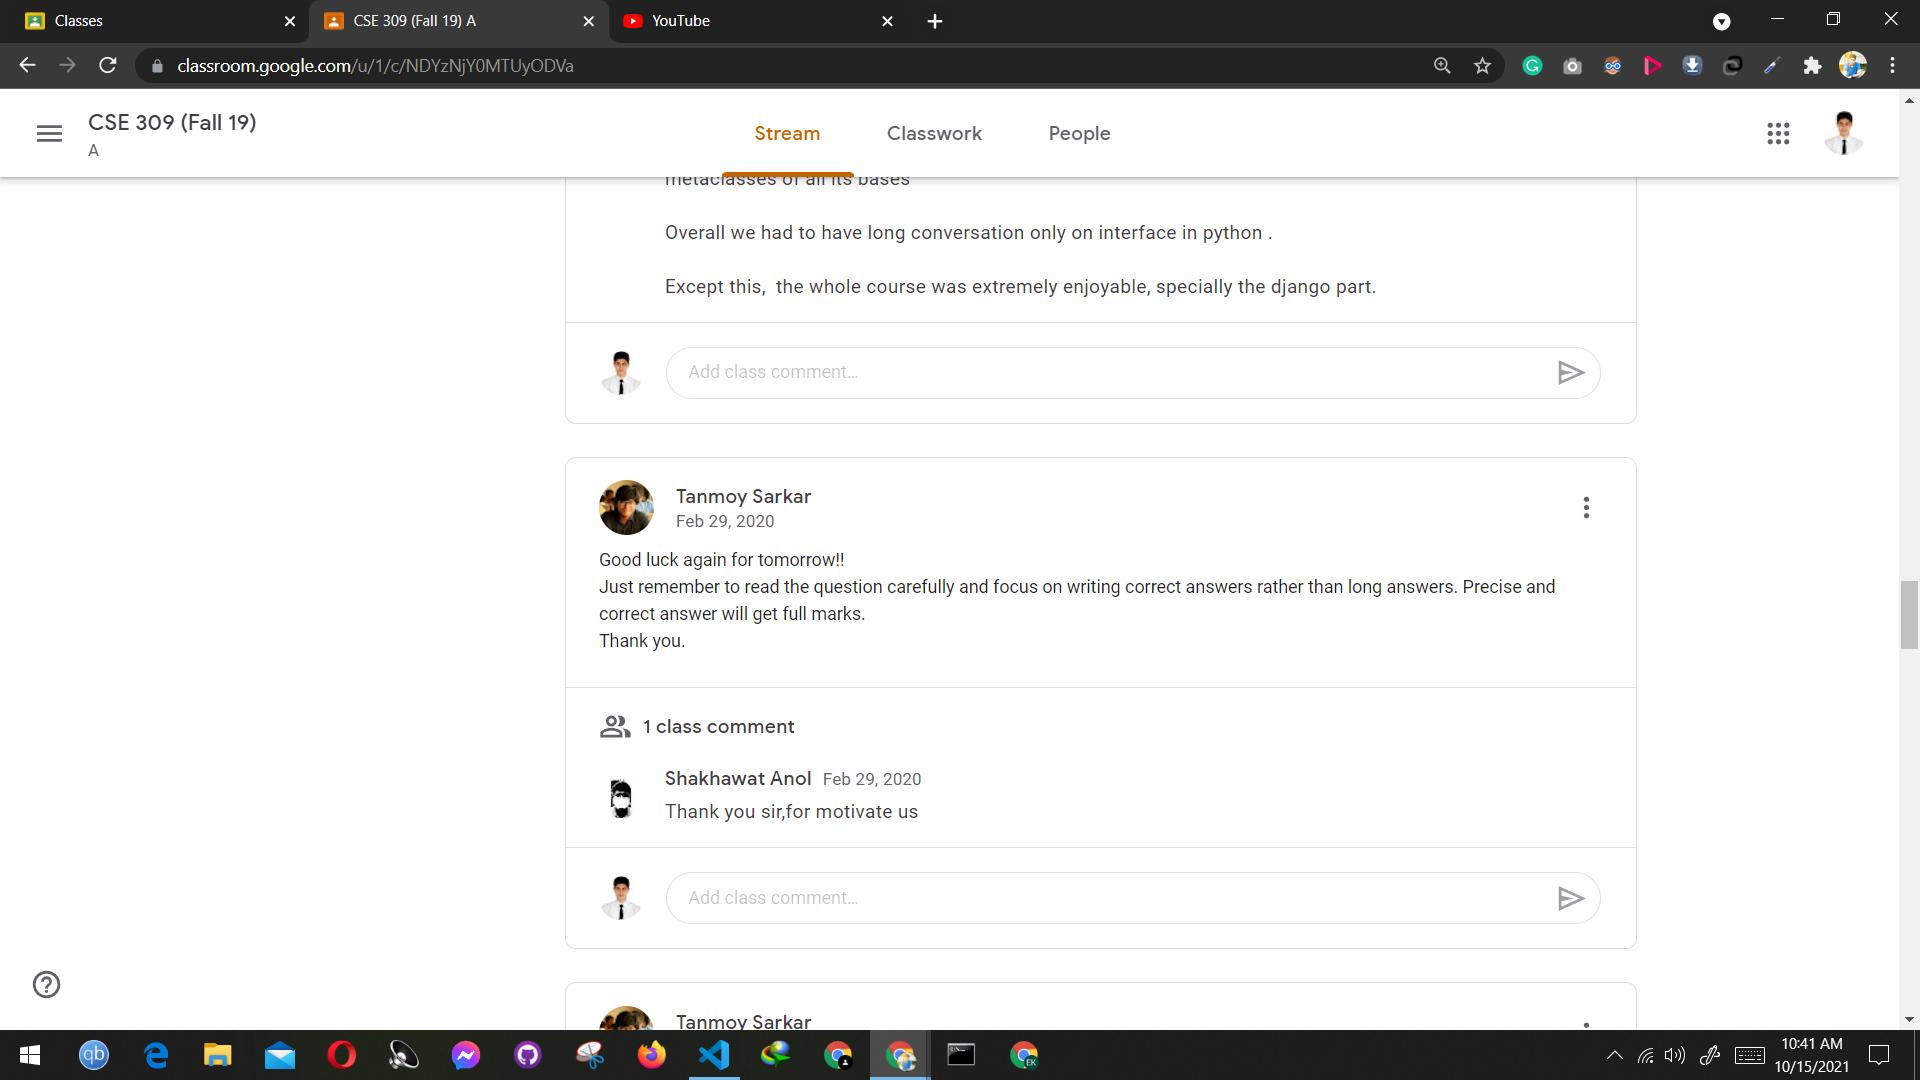 Classes
CSE 309 (Fall 19) A
YouTube
classroom.google.com/u/1/c/NDYzNjY0MTUyODVa
CSE 309 (Fall 19)
A
Stream
Classwork
People
metaclasses of all its bases
Overall we had to have long conversation only on interface in python .
Except this,  the whole course was extremely enjoyable, specially the django part.
Add class comment...
Tanmoy Sarkar
Feb 29, 2020
Good luck again for tomorrow!!
Just remember to read the question carefully and focus on writing correct answers rather than long answers. Precise and
correct answer will get full marks.
Thank you.
1 class comment
Shakhawat Anol Feb 29, 2020
Thank you sir,for motivate us
Add class comment...
Tanmoy Sarkar
qb
EK
10:41 AM
10/15/2021